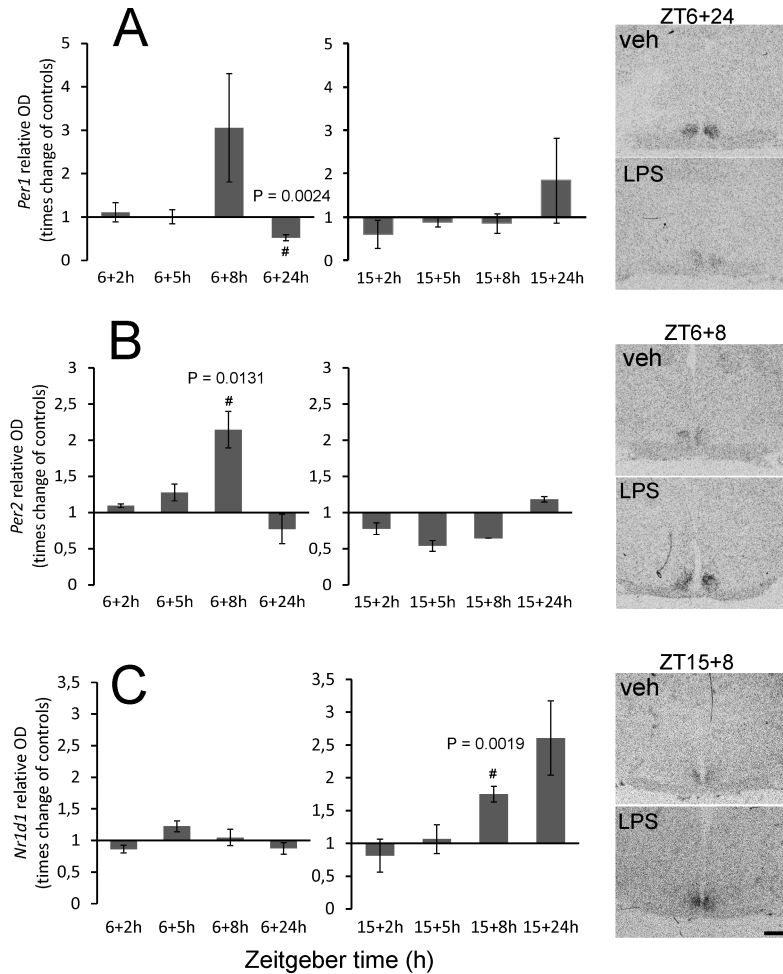 A
ZT6+24
veh
LPS
Per1 relative OD
(times change of controls)
5
4
3
2
1
0
P = 0.0024
#
6+2h 6+5h 6+8h 6+24h
5
4
3
2
1
0
15+2h 15+5h 15+8h 15+24h
B
ZT6+8
veh
LPS
Per2 relative OD
(times change of controls)
3
2,5
2
1,5
1
0,5
0
P = 0.0131
#
6+2h 6+5h 6+8h 6+24h
3
2,5
2
1,5
1
0,5
0
15+2h 15+5h 15+8h 15+24h
C
ZT15+8
veh
LPS
Nr1d1 relative OD
(times change of controls)
3,5
3
2,5
2
1,5
1
0,5
0
6+2h 6+5h 6+8h 6+24h
3,5
3
2,5
2
1,5
1
0,5
0
P = 0.0019
#
15+2h 15+5h 15+8h 15+24h
Zeitgeber time (h)